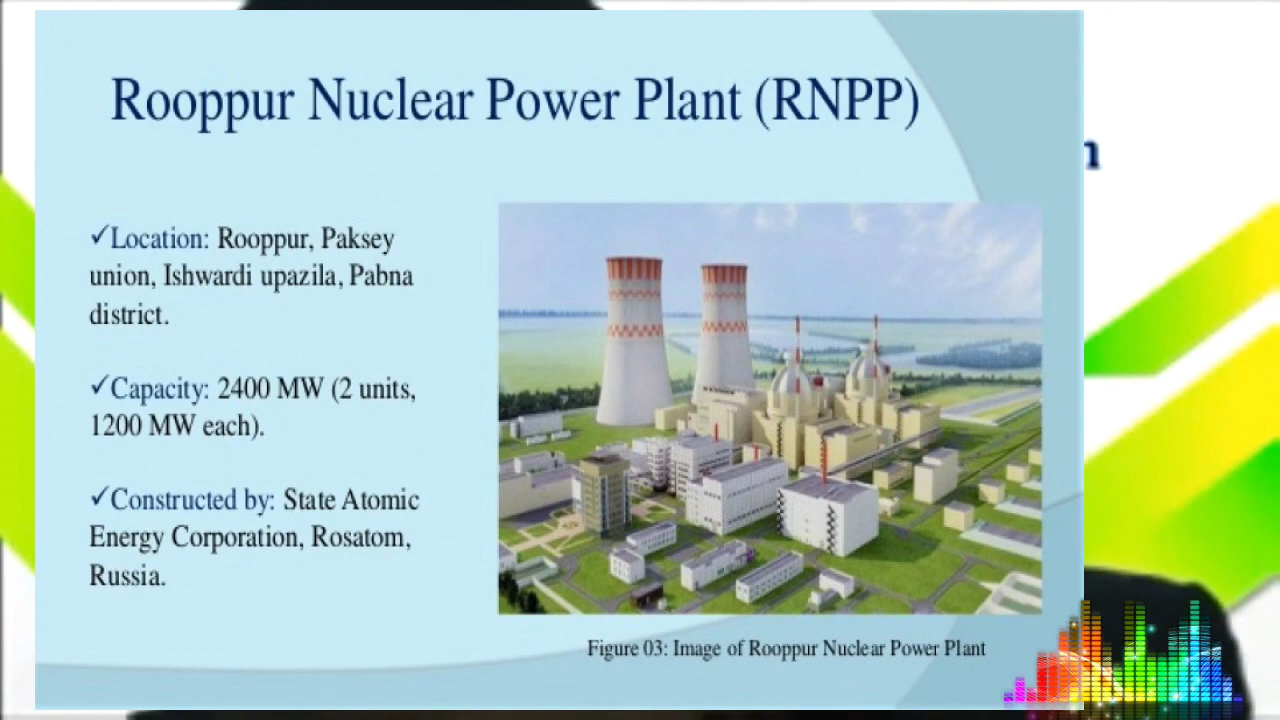 Rooppur Nuclear Power Plant (RNPP)
✓Location: Rooppur, Paksey
union, Ishwardi upazila, Pabna
district.
✓Capacity: 2400 MW (2 units,
1200 MW each).
✓Constructed by: State Atomic
Energy Corporation, Rosatom,
Russia.
Figure 03: Image of Rooppur Nuclear Power Plant